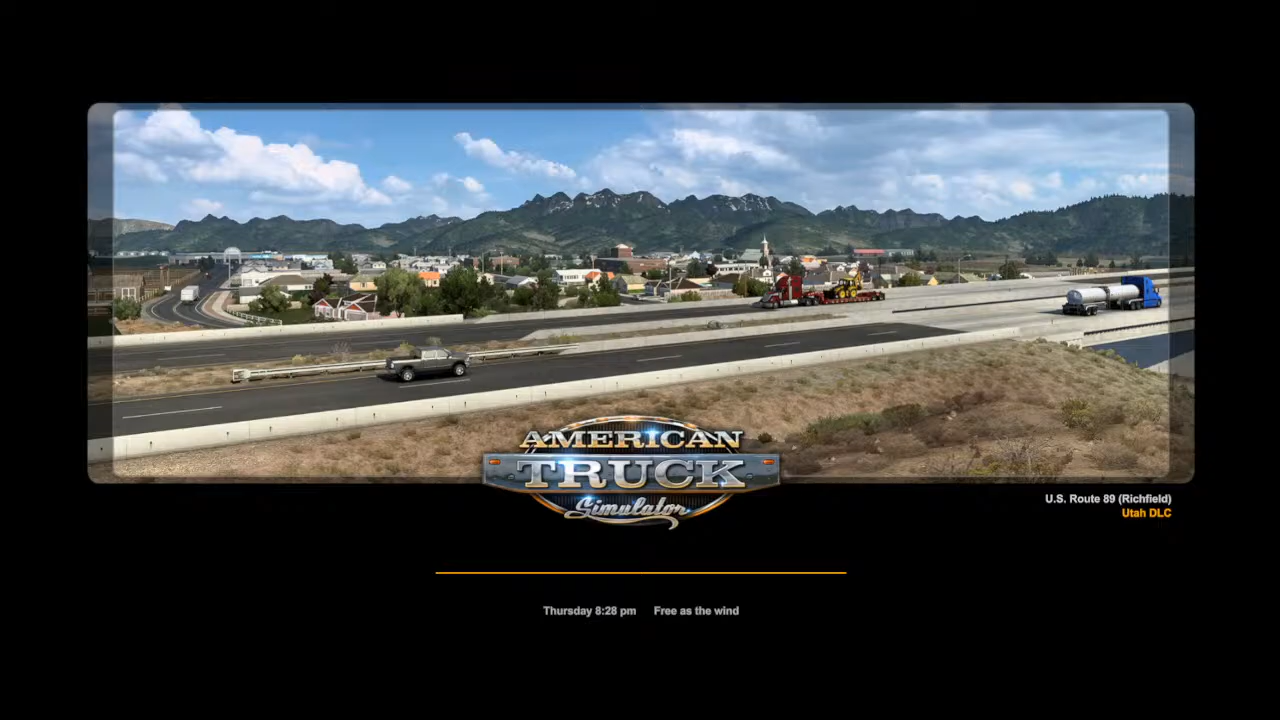 AMERICAN
TRUCK
Simulator
U.S. Route 89 (Richfield)
Utah DLC
Thursday 8:28 pm Free as the wind